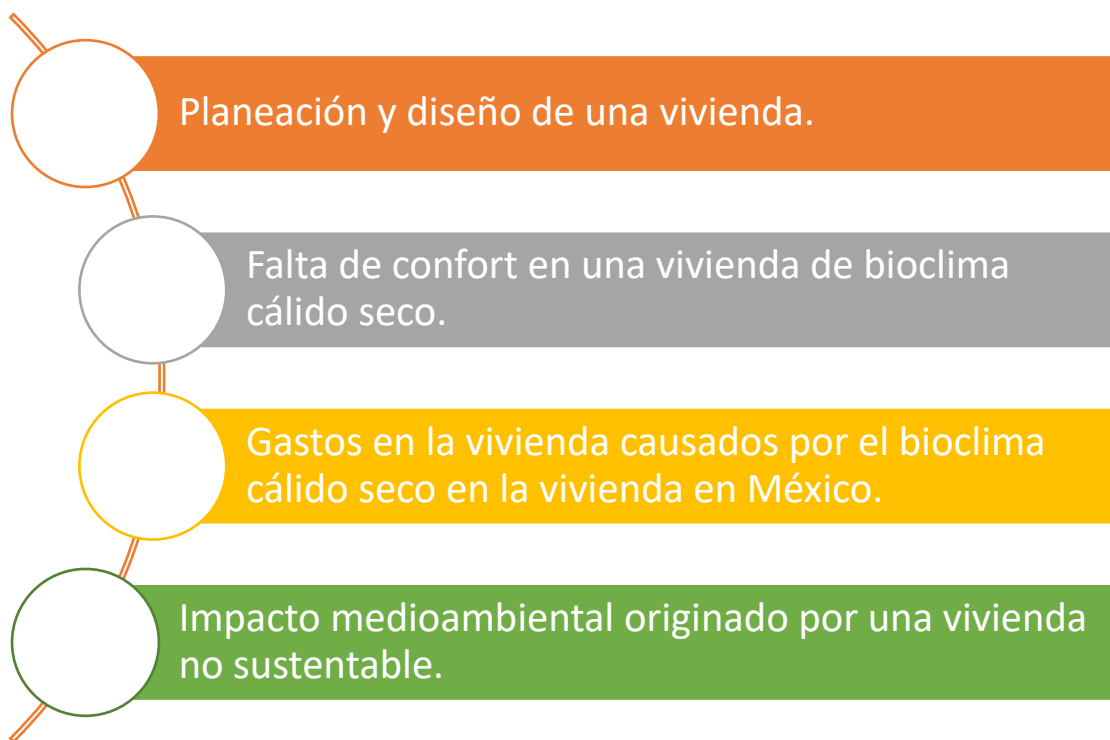 Planeación y diseño de una vivienda.
Falta de confort en una vivienda de bioclima
cálido seco.
Gastos en la vivienda causados por el bioclima
cálido seco en la vivienda en México.
Impacto medioambiental originado por una vivienda
no sustentable.